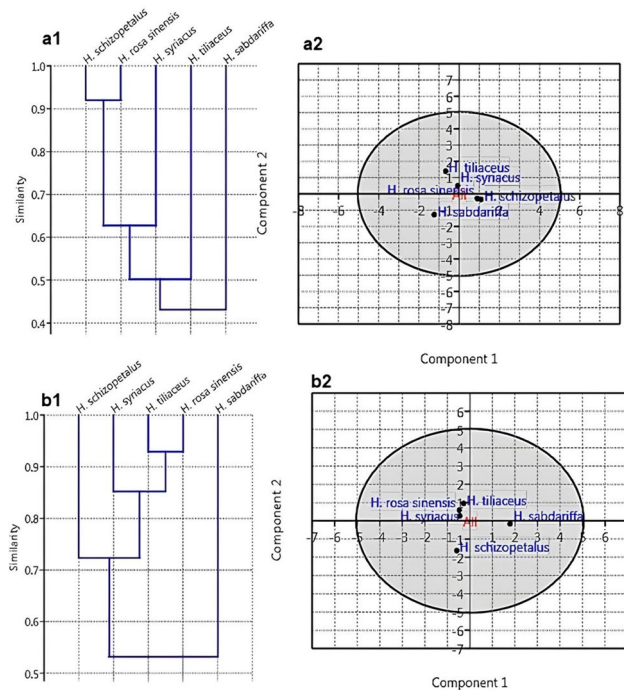 a1
H. schizopetalus
H. rosa sinensis
H. syriacus
H. tiliaceus
H. sabdariffa
1.0
0.9
0.8
0.7
0.6
0.5
0.4
Similarity
a2
Component 2
7
6
5
4
3
2
1
-8
-4
-2
2
4
6
8
-1
-2
-3
-4
-5
-6
-8
H. tiliaceus
H. syriacus
H. rosa sinensis
All
H. schizopetalus
H. sabdariffa
Component 1
b1
H. schizopetalus
H. syriacus
H. tiliaceus
H. rosa sinensis
H. sabdariffa
1.0
0.9
0.8
0.7
0.6
0.5
Similarity
b2
Component 2
6
5
4
3
2
1
-7
-6
-5
-4
-3
-2
-1
1
2
3
4
5
6
-2
-3
-4
-5
-6
-7
H. rosa sinensis
H. tiliaceus
H. syriacus
All
H. sabdariffa
H. schizopetalus
Component 1